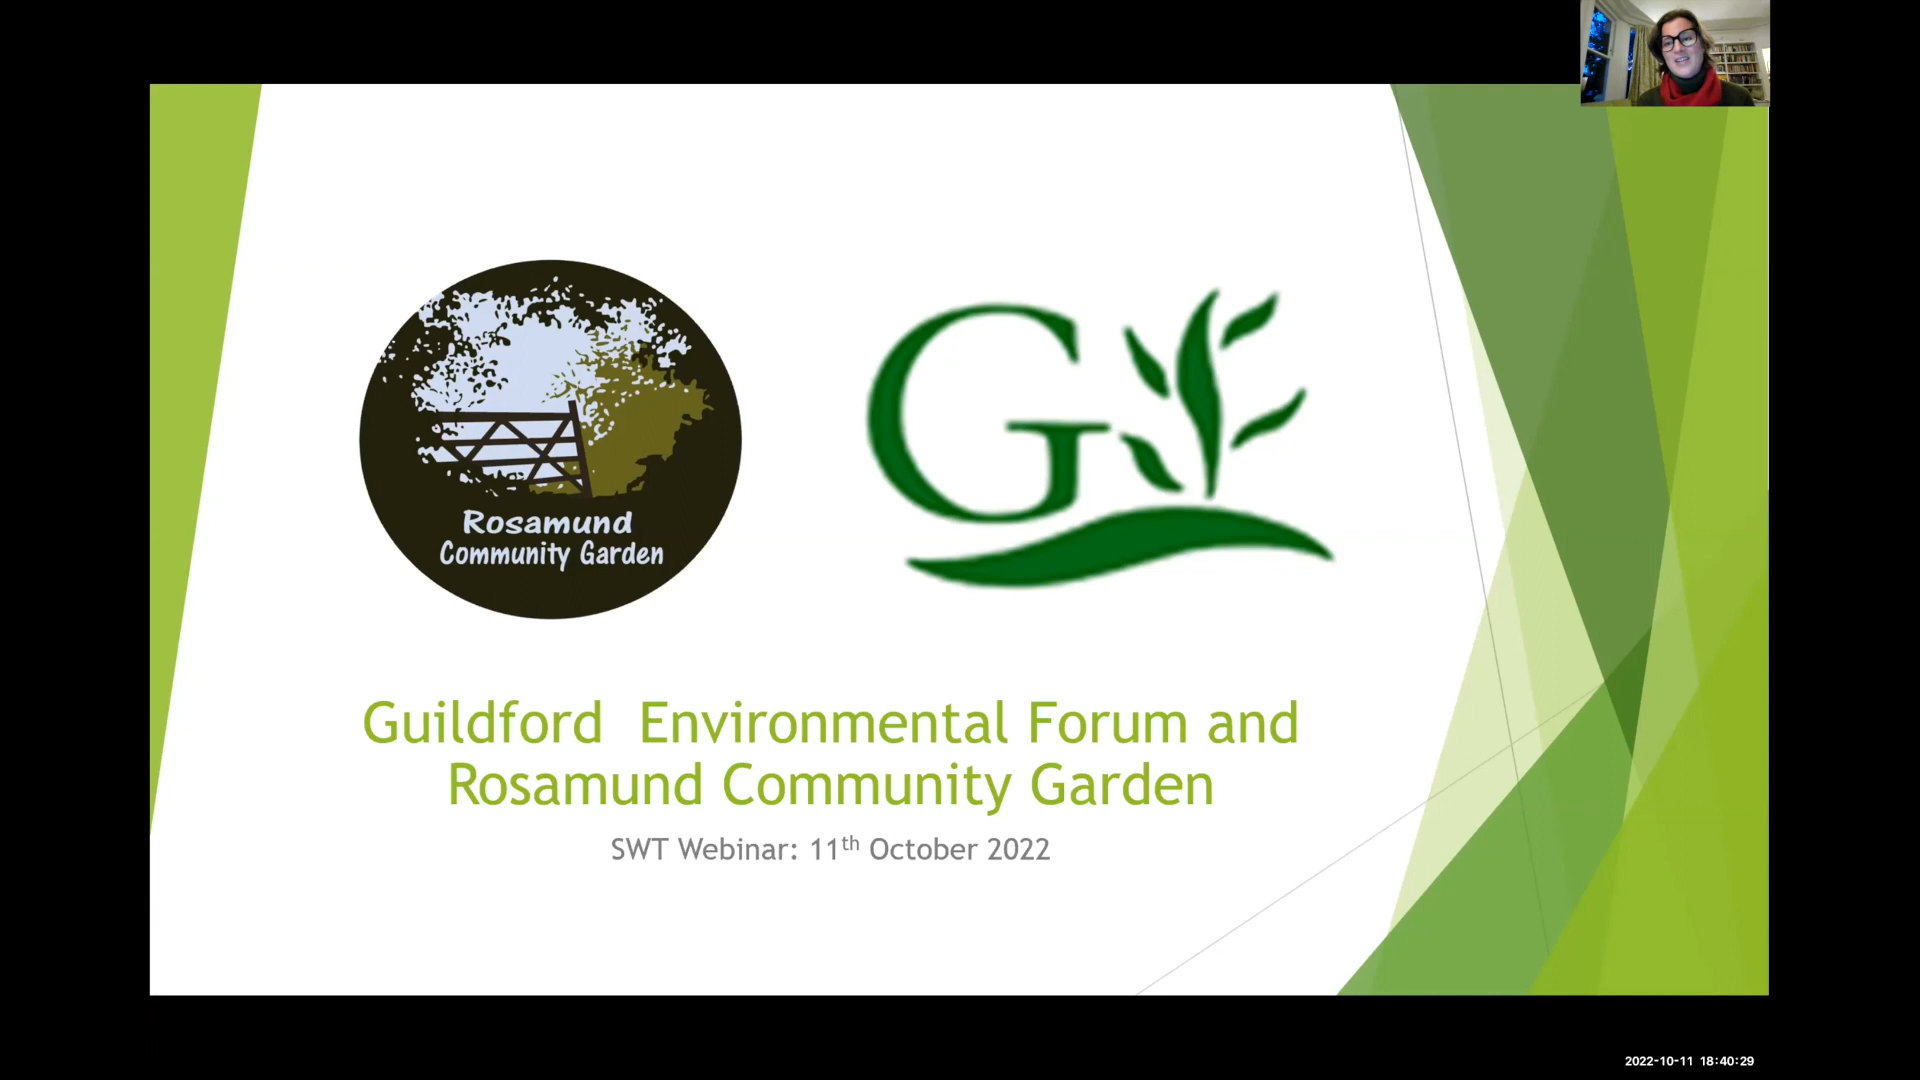 Rosamund
Community Garden
G
Guildford  Environmental Forum and
Rosamund Community Garden
SWT Webinar: 11th October 2022
2022-10-11 18:40:29